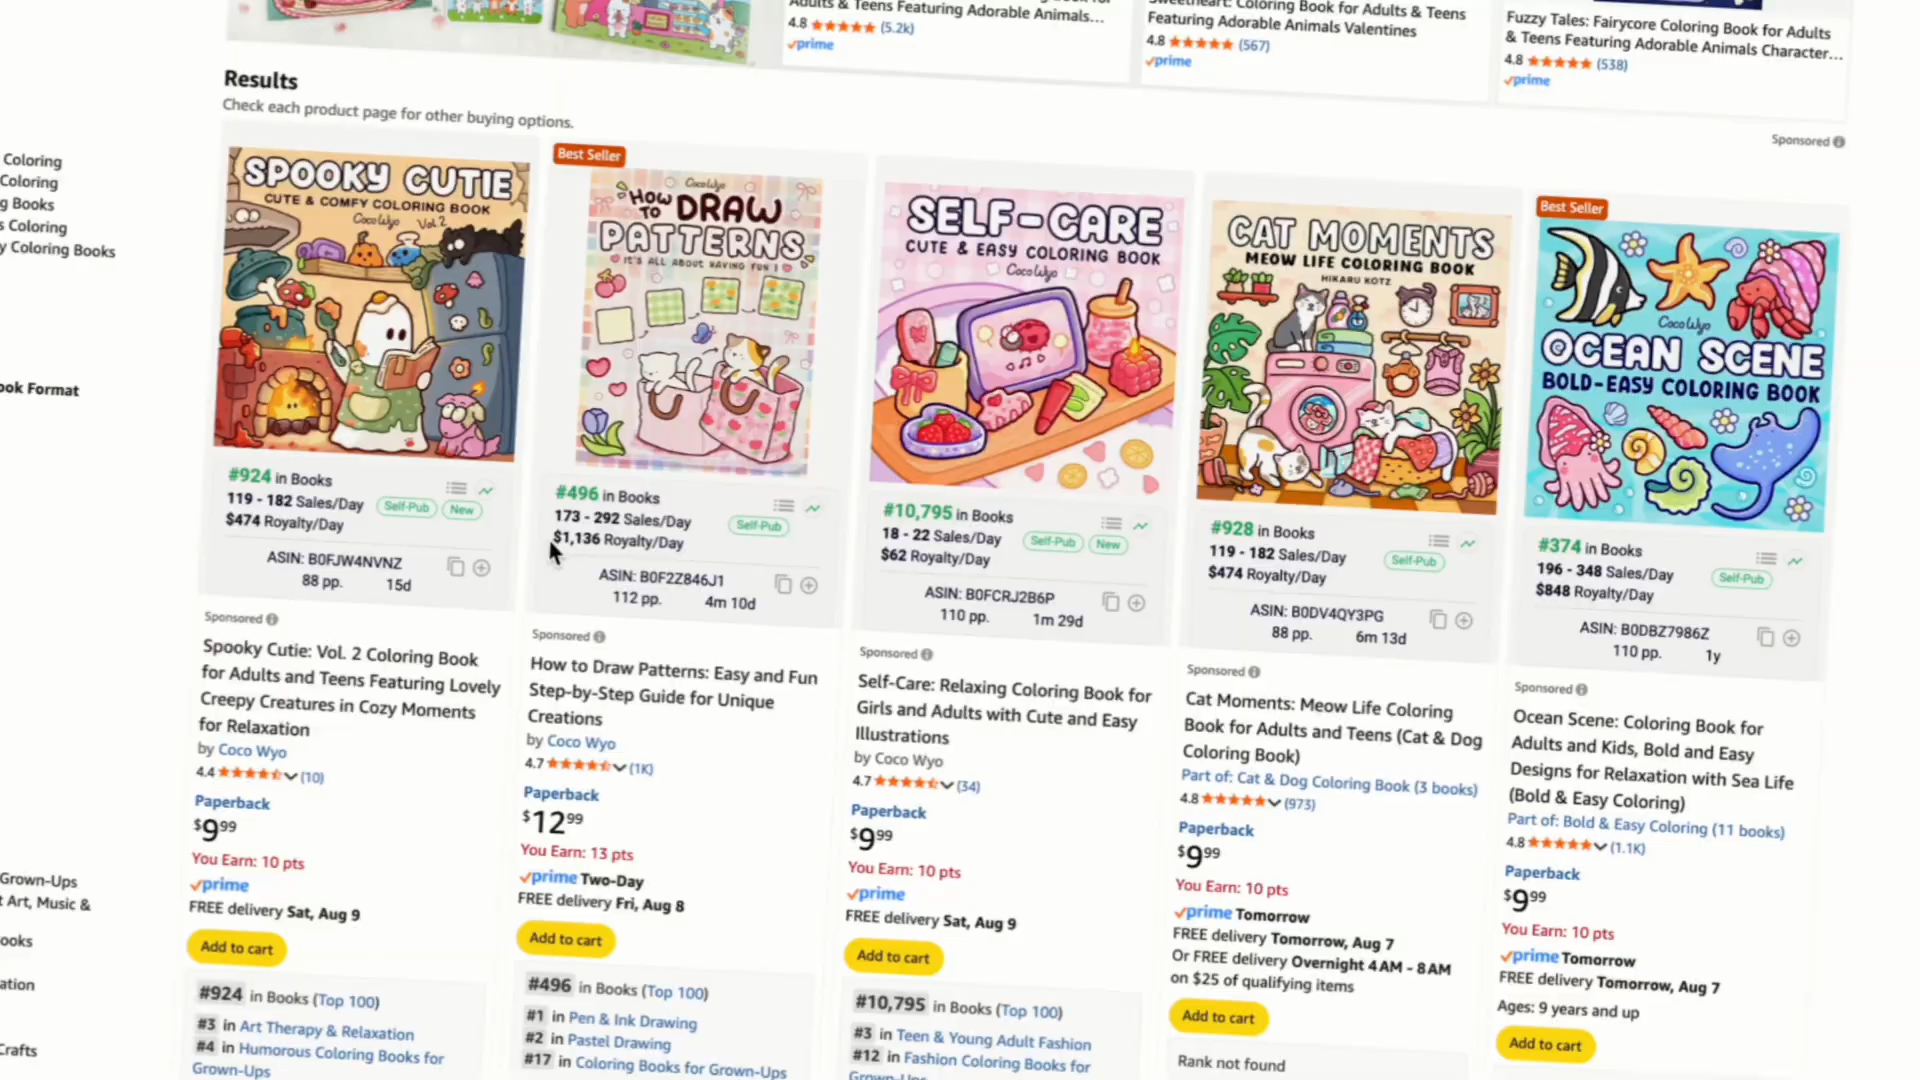 & Teens Featuring Adorable Animals...
4.8 (5.2k)
prime
Sweetheart: Coloring Book for Adults & Teens
Featuring Adorable Animals Valentines
4.8 (567)
prime
Fuzzy Tales: Fairycore Coloring Book for Adults
& Teens Featuring Adorable Animals Character...
4.8 (538)
prime
Results
Check each product page for other buying options.
Sponsored
Coloring
Coloring
g Books
s Coloring
y Coloring Books
ook Format
Grown-Ups
t Art, Music &
ooks
ation
Crafts
SPOOKY CUTIE
CUTE & COMFY COLORING BOOK
Coco Wyo Vol.2
#924 in Books
119 - 182 Sales/Day
Self-Pub
New
$474 Royalty/Day
ASIN: B0FJW4NVNZ
88 pp. 15d
Sponsored
Spooky Cutie: Vol. 2 Coloring Book
for Adults and Teens Featuring Lovely
Creepy Creatures in Cozy Moments
for Relaxation
by Coco Wyo
4.4 (10)
Paperback
$9.99
You Earn: 10 pts
prime
FREE delivery Sat, Aug 9
Add to cart
#924 in Books (Top 100)
#3 in Art Therapy & Relaxation
#4 in Humorous Coloring Books for
Grown-Ups
Best Seller
Coco Wyo
HOW TO DRAW
PATTERNS
IT'S ALL ABOUT HAVING FUN!
#496 in Books
173 - 292 Sales/Day
Self-Pub
$1,136 Royalty/Day
ASIN: B0F2Z846J1
112 pp. 4m 10d
Sponsored
How to Draw Patterns: Easy and Fun
Step-by-Step Guide for Unique
Creations
by Coco Wyo
4.7 (1K)
Paperback
$12.99
You Earn: 13 pts
prime Two-Day
FREE delivery Fri, Aug 8
Add to cart
#496 in Books (Top 100)
#1 in Pen & Ink Drawing
#2 in Pastel Drawing
#17 in Coloring Books for Grown-Ups
SELF-CARE
CUTE & EASY COLORING BOOK
Coco Wyo
#10,795 in Books
18 - 22 Sales/Day
Self-Pub
New
$62 Royalty/Day
ASIN: B0FCRJ2B6P
110 pp. 1m 29d
Sponsored
Self-Care: Relaxing Coloring Book for
Girls and Adults with Cute and Easy
Illustrations
by Coco Wyo
4.7 (34)
Paperback
$9.99
You Earn: 10 pts
prime
FREE delivery Sat, Aug 9
Add to cart
#10,795 in Books (Top 100)
#3 in Teen & Young Adult Fashion
#12 in Fashion Coloring Books for
Grown-Ups
CAT MOMENTS
MEOW LIFE COLORING BOOK
HIKARU KOTZ
#928 in Books
119 - 182 Sales/Day
Self-Pub
$474 Royalty/Day
ASIN: B0DV4QY3PG
88 pp. 6m 13d
Sponsored
Cat Moments: Meow Life Coloring
Book for Adults and Teens (Cat & Dog
Coloring Book)
Part of: Cat & Dog Coloring Book (3 books)
4.8 (973)
Paperback
$9.99
You Earn: 10 pts
prime Tomorrow
FREE delivery Tomorrow, Aug 7
Or FREE delivery Overnight 4 AM - 8 AM
on $25 of qualifying items
Add to cart
Rank not found
Best Seller
Coco Wyo
OCEAN SCENE
BOLD-EASY COLORING BOOK
#374 in Books
196 - 348 Sales/Day
Self-Pub
$848 Royalty/Day
ASIN: B0DBZ7986Z
110 pp. 1y
Sponsored
Ocean Scene: Coloring Book for
Adults and Kids, Bold and Easy
Designs for Relaxation with Sea Life
(Bold & Easy Coloring)
Part of: Bold & Easy Coloring (11 books)
4.8 (1.1K)
Paperback
$9.99
You Earn: 10 pts
prime Tomorrow
FREE delivery Tomorrow, Aug 7
Ages: 9 years and up
Add to cart